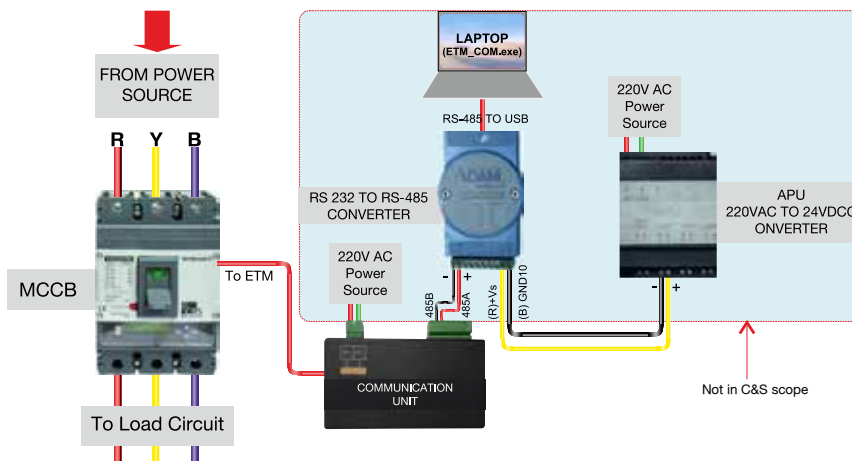 FROM POWER
SOURCE
R Y B
MCCB
To Load Circuit
To ETM
LAPTOP
(ETM_COM.exe)
RS-485 TO USB
ADAM
RS 232 TO RS-485
CONVERTER
220V AC
Power
Source
- +
485B
485A
(R)+Vs
(B) GND10
COMMUNICATION
UNIT
220V AC
Power
Source
APU
220VAC TO 24VDCC
ONVERTER
- +
Not in C&S scope